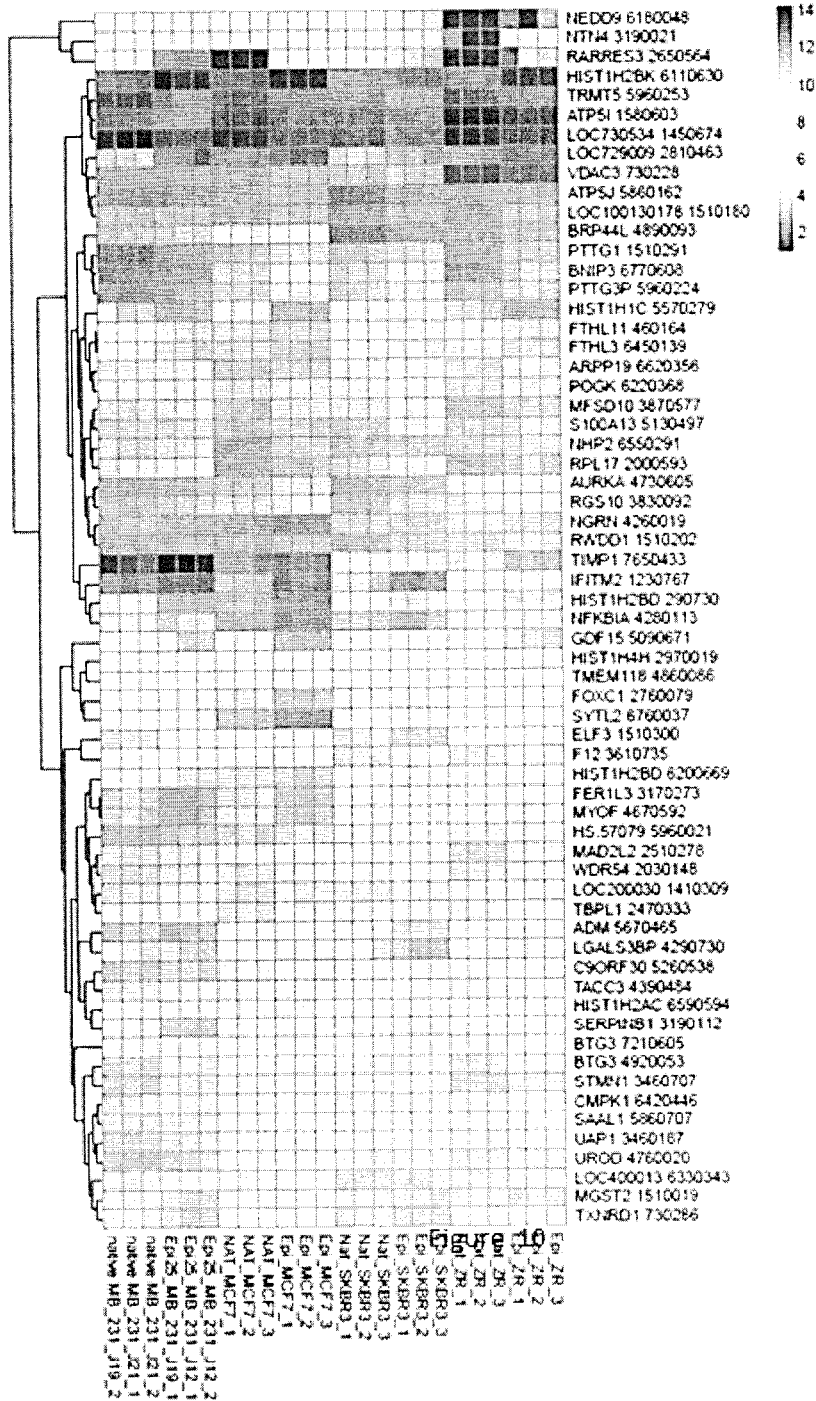 NEDD9 6180048
NTN4 3190021
RARRES3 2650564
HIST1H2BK 6110630
TRMT5 5960253
ATP5I 1580603
LOC730534 1450674
LOC729009 2810463
VDAC3 730228
ATP5J 5860162
LOC100130178 1510180
BRP44L 4890093
PTTG1 1510291
BNIP3 6770608
PTTG3P 5960224
HIST1H1C 5570279
FTHL11 460164
FTHL3 6450139
ARPP19 6620356
POGK 6220368
MFSD10 3870577
S100A13 5130497
NHP2 6550291
RPL17 2000593
AURKA 4730605
RGS10 3830092
NGRN 4260019
RWDD1 1510202
TIMP1 7650433
IFITM2 1230767
HIST1H2BD 290730
NFKBIA 4280113
GDF15 5090671
HIST1H4H 2970019
TMEM118 4860086
FOXC1 2760079
SYTL2 6760037
ELF3 1510300
F12 3610735
HIST1H2BD 6200669
FER1L3 3170273
MYOF 4670592
HS.57079 5960021
MAD2L2 2510278
WDR54 2030148
LOC200030 1410309
TBPL1 2470333
ADM 5670465
LGALS3BP 4290730
C9ORF30 5260538
TACC3 4390484
HIST1H2AC 6590594
SERPINB1 3190112
BTG3 7210605
BTG3 4920053
STMN1 3460707
CMPK1 6420446
SAAL1 5860707
UAP1 3460187
UROD 4760020
LOC400013 6330343
MGST2 1510019
TXNRD1 730286
14
12
10
8
6
4
2
native MB_231_J19_2
native MB_231_J21_1
native MB_231_J21_2
Epi25_MB_231_J19_1
Epi25_MB_231_J12_1
Epi25_MB_231_J12_2
NAT_MCF7_1
NAT_MCF7_2
NAT_MCF7_3
Epi_MCF7_1
Epi_MCF7_2
Epi_MCF7_3
Nat_SKBR3_1
Nat_SKBR3_2
Nat_SKBR3_3
Epi_SKBR3_1
Epi_SKBR3_2
Epi_SKBR3_3
ZR_1
ZR_2
ZR_3
Epi_ZR_1
Epi_ZR_2
Epi_ZR_3
Figure 10